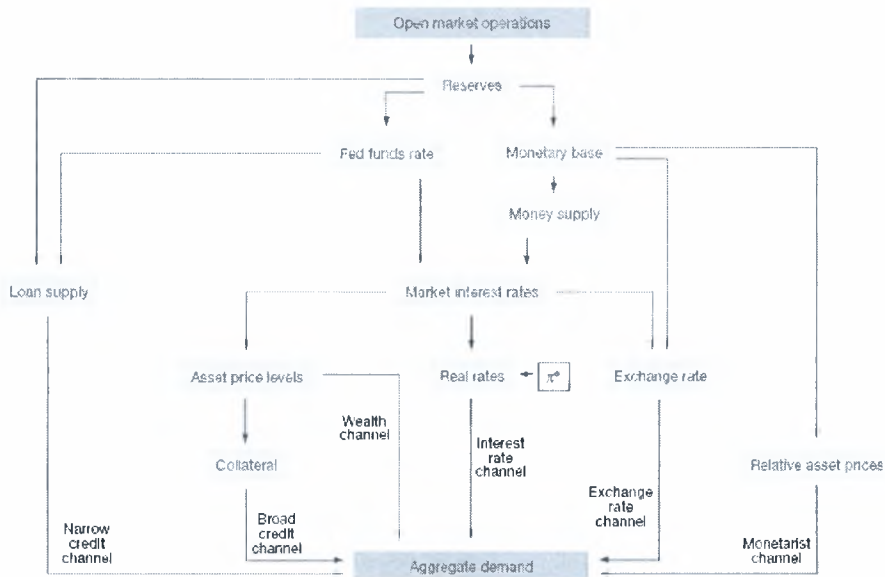 Open market operations
Reserves
Fed funds rate
Monetary base
Money supply
Loan supply
Market interest rates
Asset price levels
Real rates
πᵉ
Exchange rate
Wealth
channel
Interest
rate
channel
Collateral
Relative asset prices
Exchange
rate
channel
Narrow
credit
channel
Broad
credit
channel
Monetarist
channel
Aggregate demand